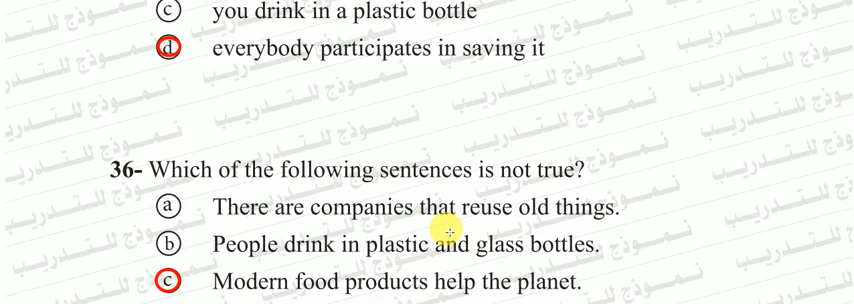 c you drink in a plastic bottle
d everybody participates in saving it
36- Which of the following sentences is not true?
a There are companies that reuse old things.
b People drink in plastic and glass bottles.
c Modern food products help the planet.
نموذج للتدريب